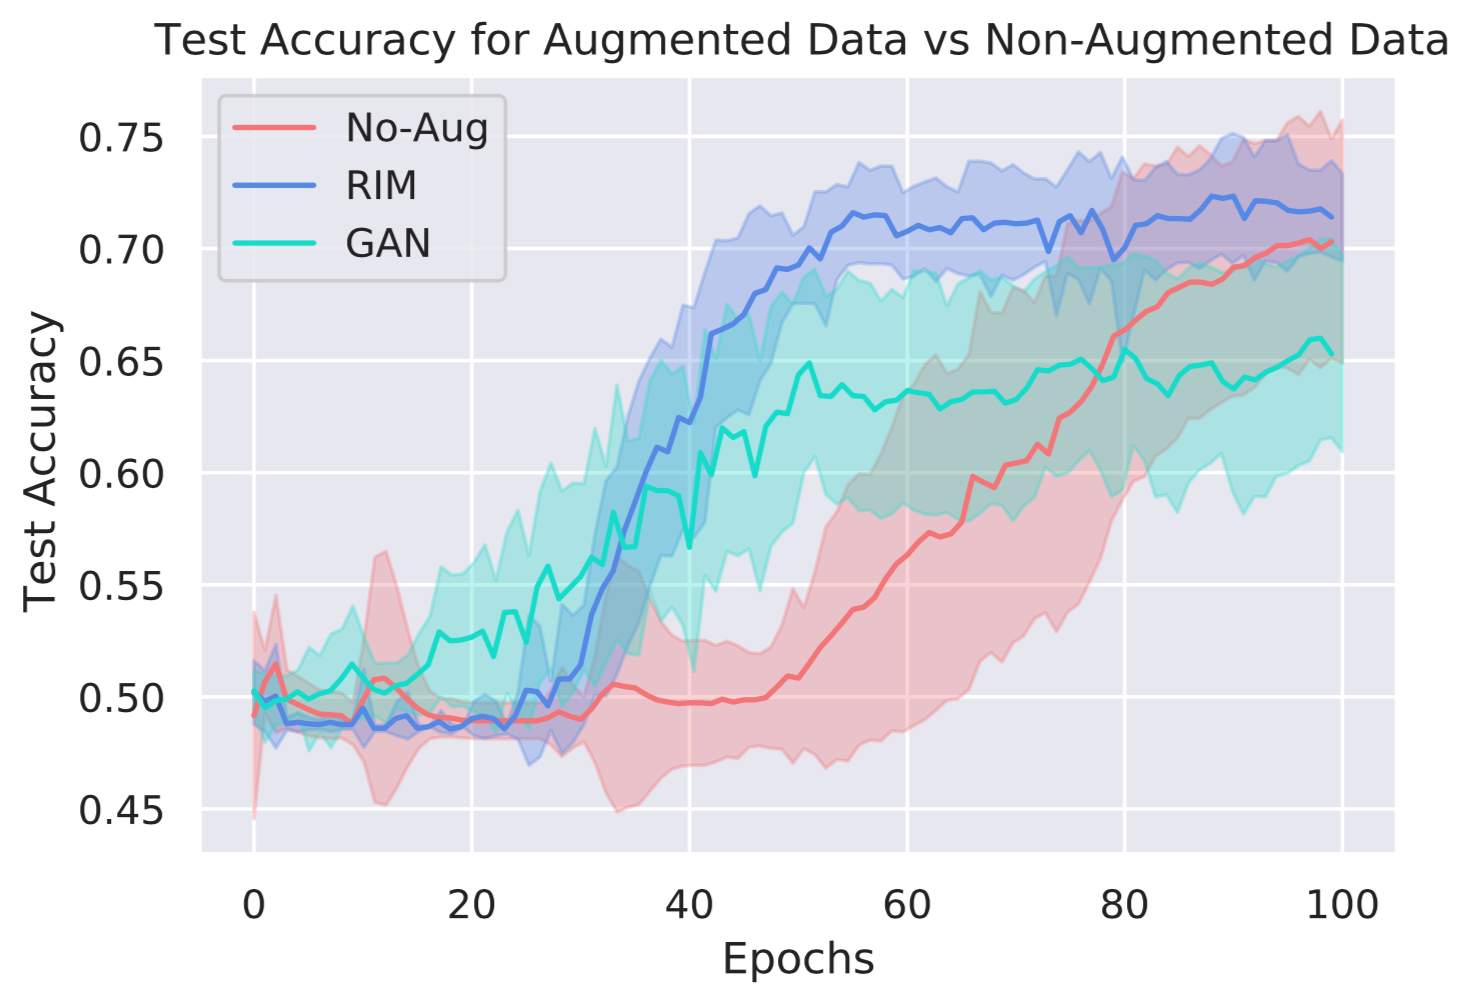 Test Accuracy for Augmented Data vs Non-Augmented Data
No-Aug
RIM
GAN
Test Accuracy
0.75
0.70
0.65
0.60
0.55
0.50
0.45
0 20 40 60 80 100
Epochs